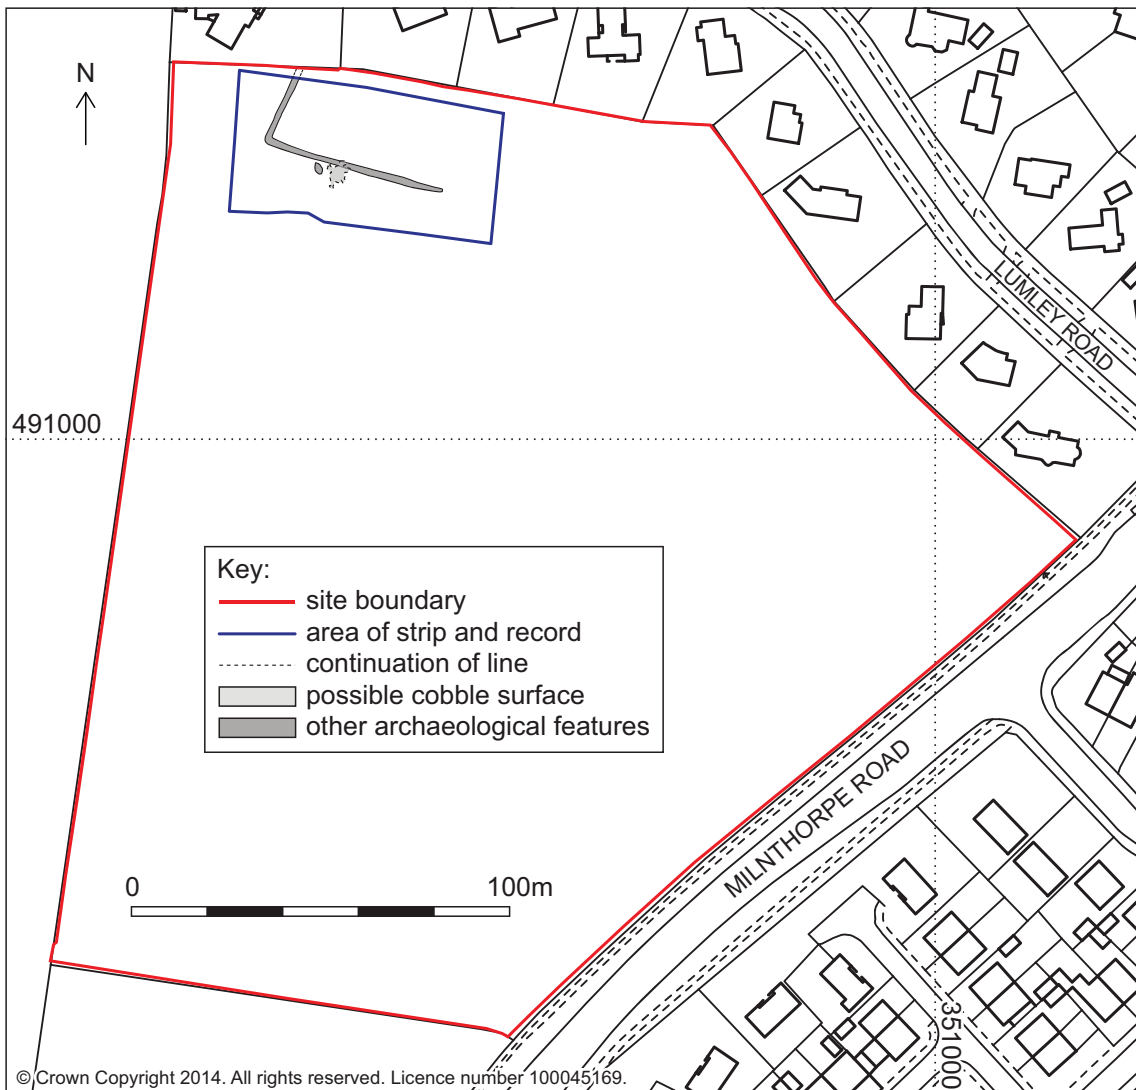 N
LUMLEY ROAD
491000
Key:
site boundary
area of strip and record
continuation of line
possible cobble surface
other archaeological features
MILNTHORPE ROAD
0 100m
351000
© Crown Copyright 2014. All rights reserved. Licence number 100045169.